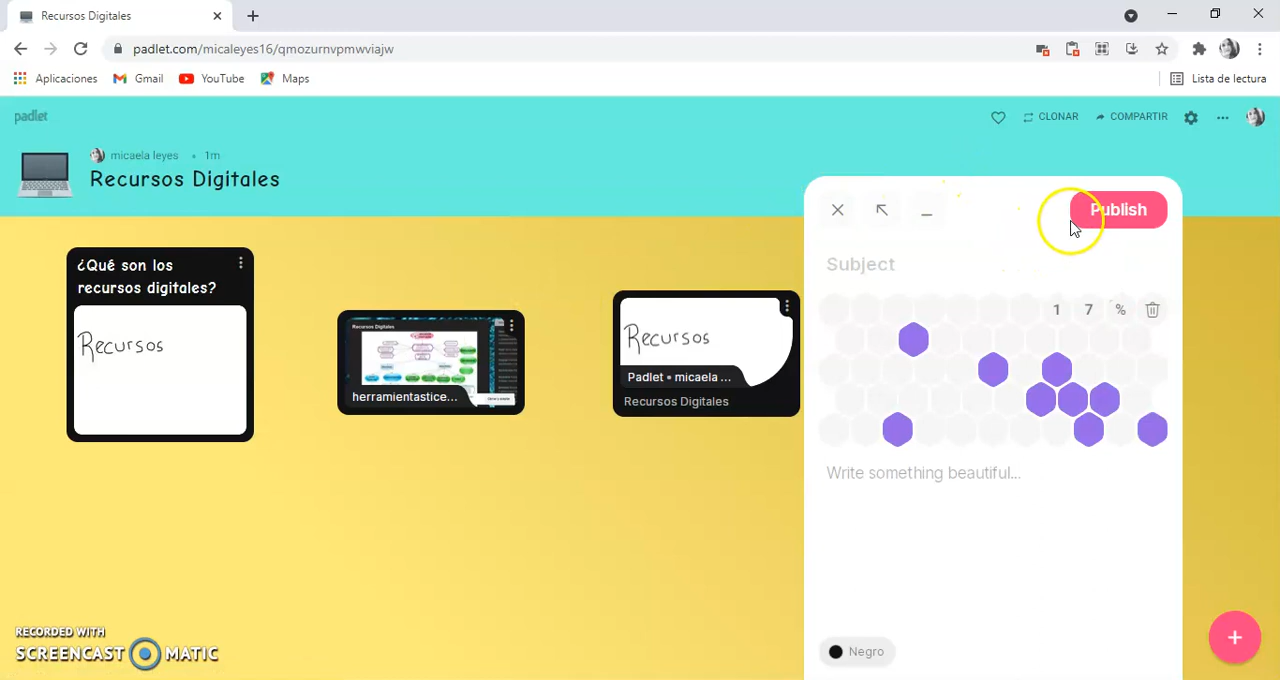 Recursos Digitales
padlet.com/micaleyes16/qmozurnvpmwviajw
Aplicaciones
Gmail
YouTube
Maps
Lista de lectura
padlet
CLONAR
COMPARTIR
micaela leyes • 1m
Recursos Digitales
Publish
Subject
1 7 %
Write something beautiful...
Negro
¿Qué son los
recursos digitales?
Recursos
Recursos Digitales
herramientastice...
Recursos
Padlet • micaela ...
Recursos Digitales
RECORDED WITH
SCREENCAST MATIC